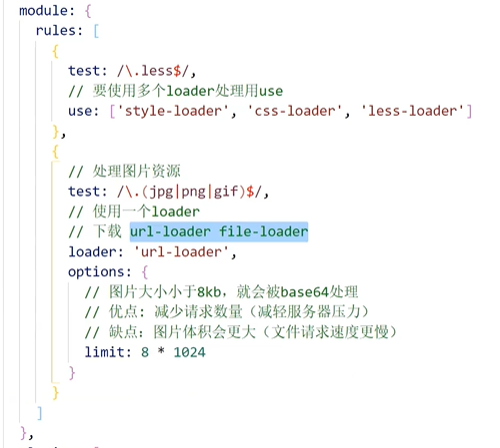 module: {
rules: [
{
test: /\.less$/,
// 要使用多个loader处理用use
use: ['style-loader', 'css-loader', 'less-loader']
},
{
// 处理图片资源
test: /\.(jpg|png|gif)$/,
// 使用一个loader
// 下载 url-loader file-loader
loader: 'url-loader',
options: {
// 图片大小小于8kb，就会被base64处理
// 优点: 减少请求数量（减轻服务器压力）
// 缺点：图片体积会更大（文件请求速度更慢）
limit: 8 * 1024
}
}
]
},